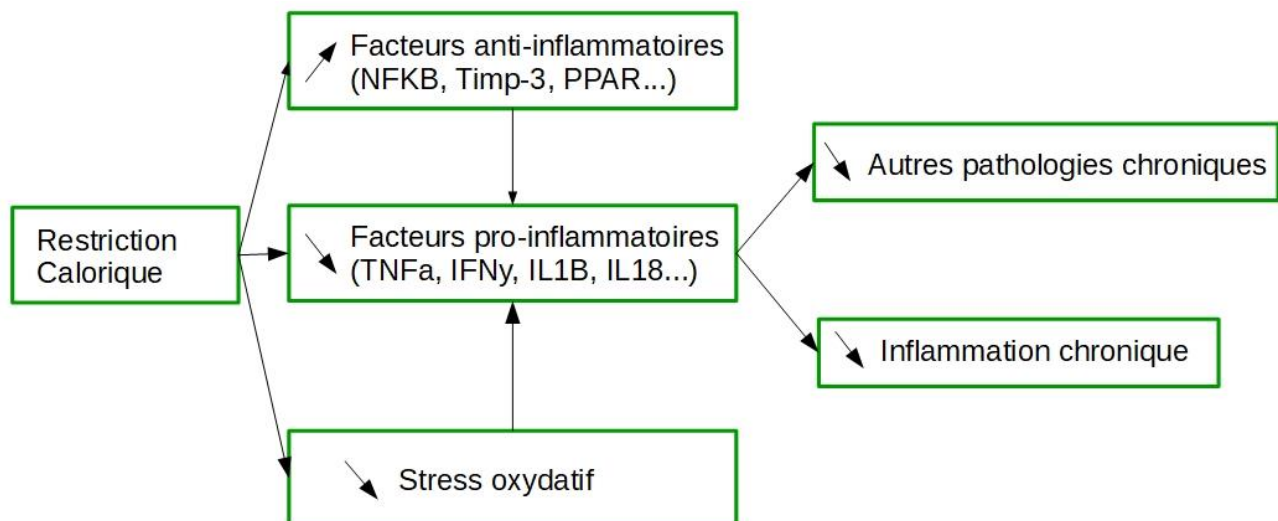 Facteurs anti-inflammatoires
(NFKB, Timp-3, PPAR...)
Autres pathologies chroniques
Restriction
Calorique
Facteurs pro-inflammatoires
(TNFa, IFNy, IL1B, IL18...)
Inflammation chronique
Stress oxydatif